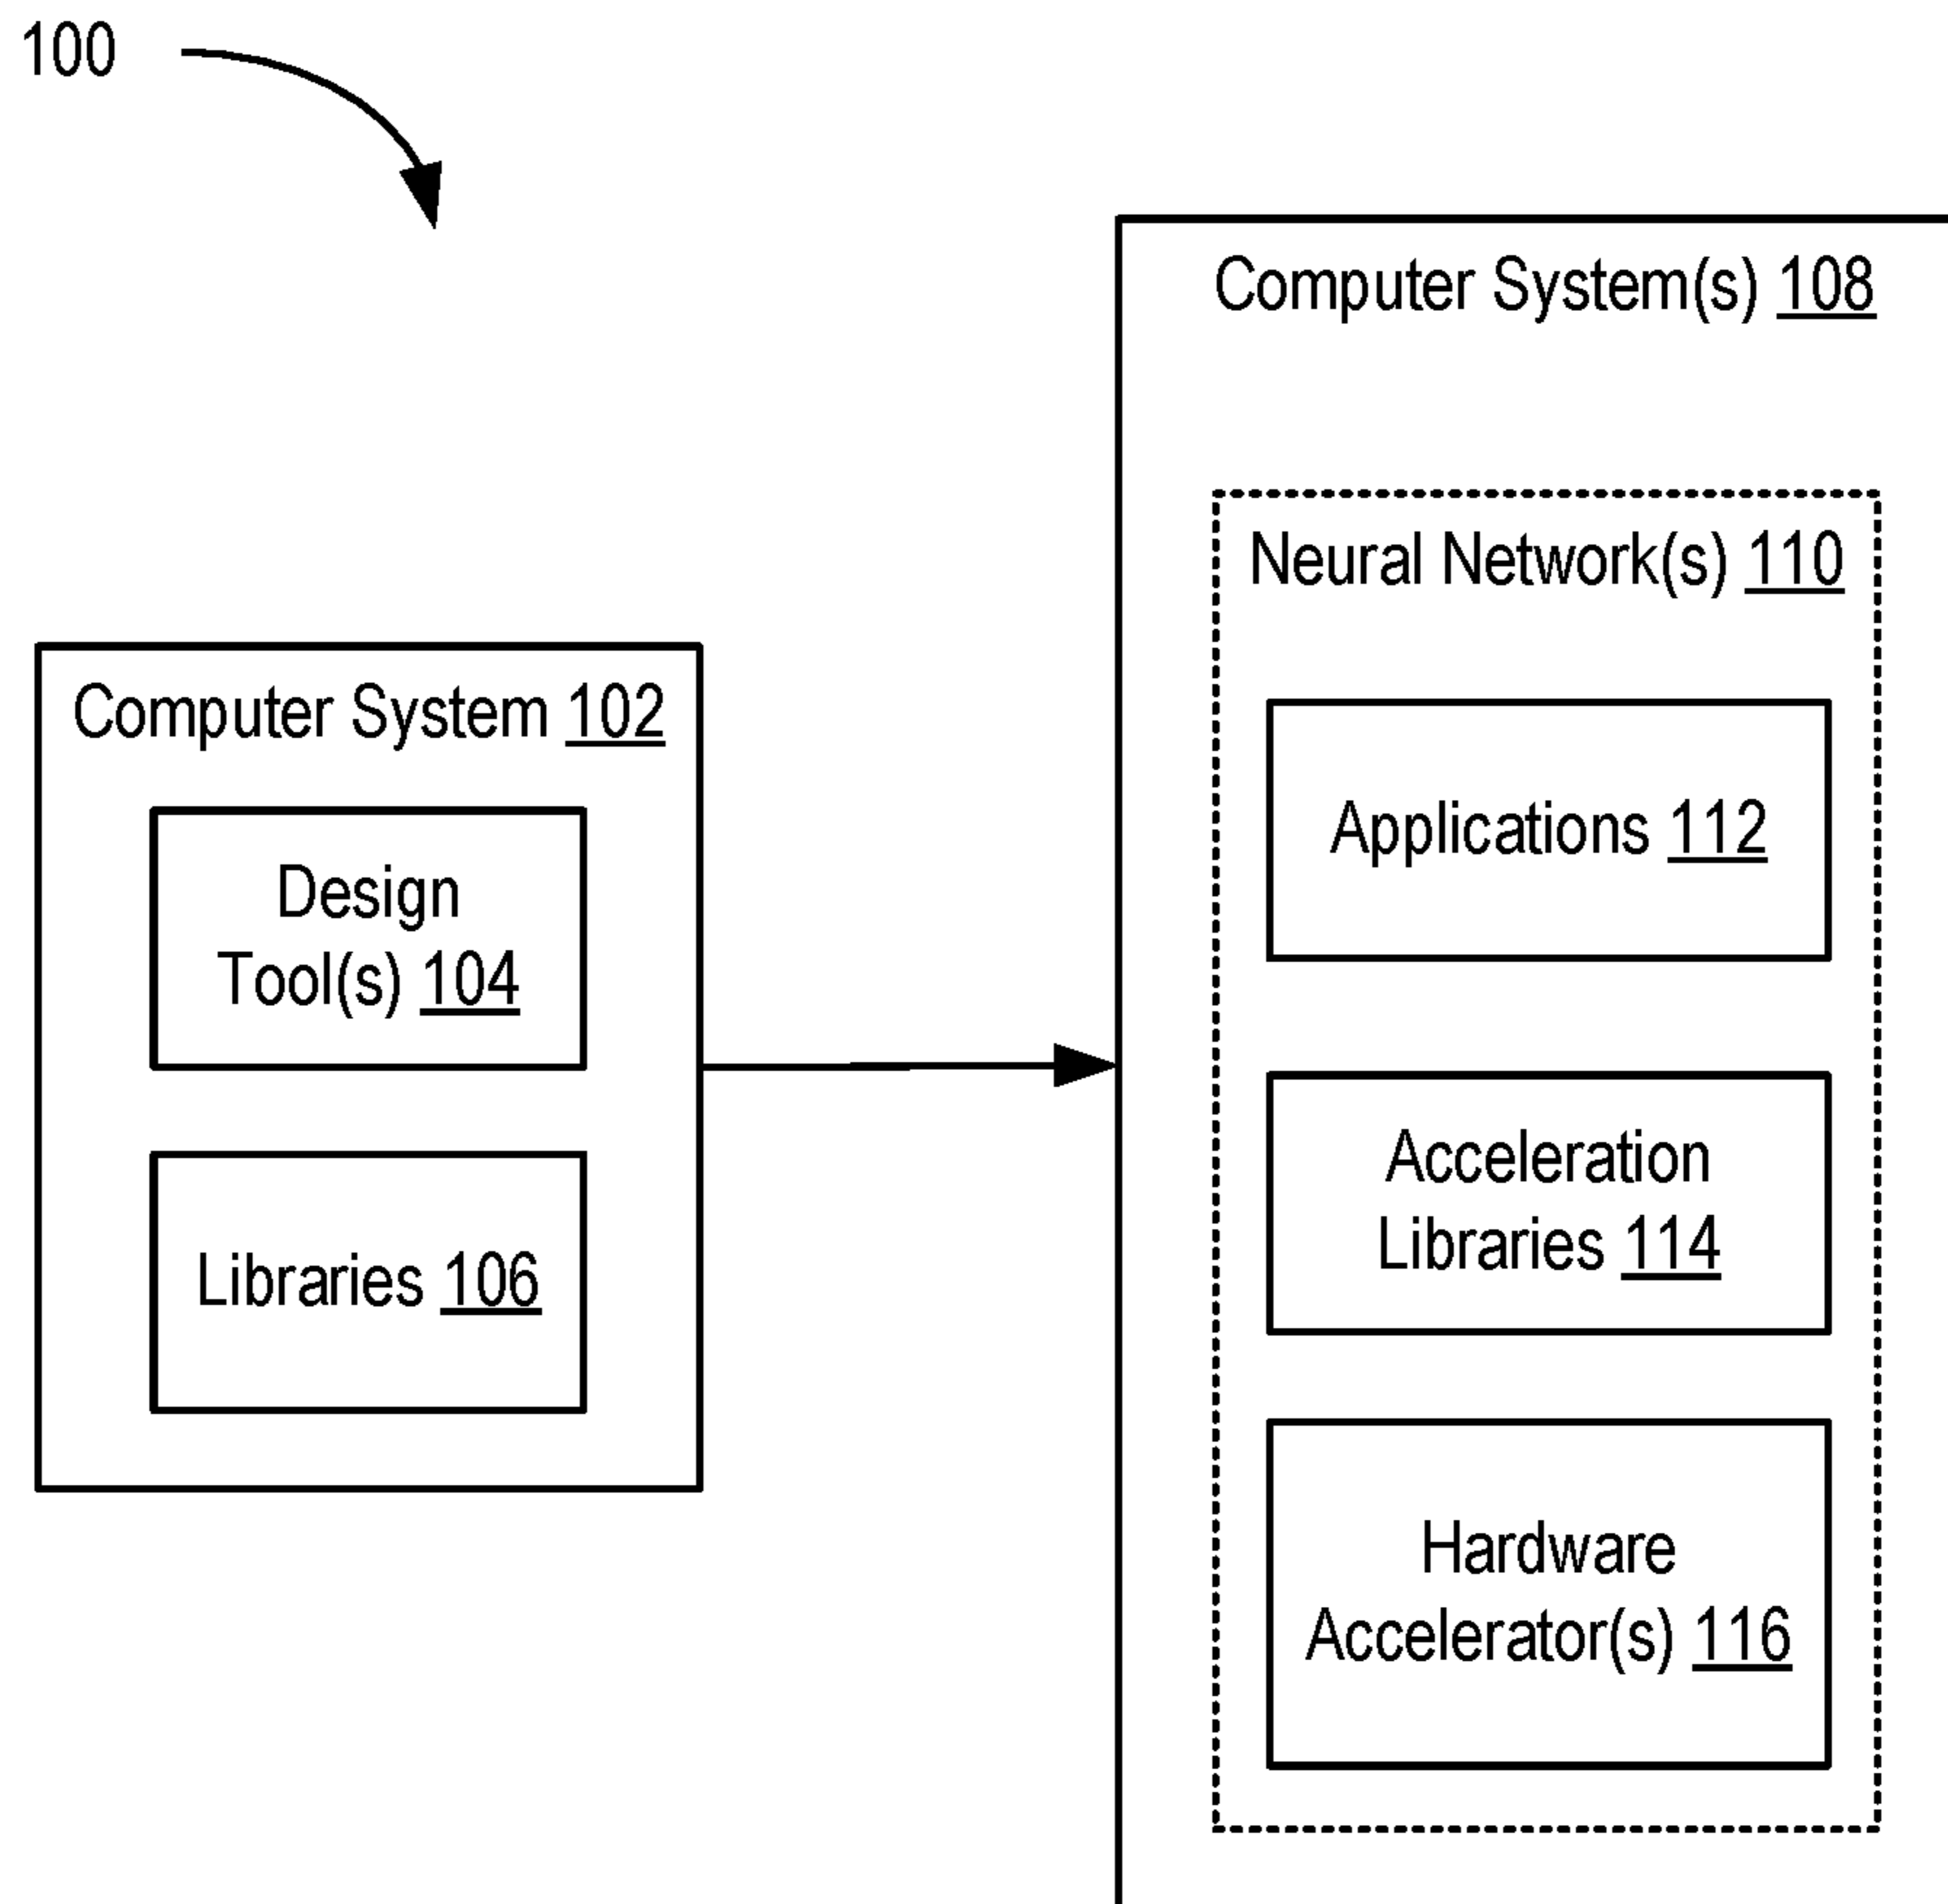 100
Computer System(s) 108
Neural Network(s) 110
Computer System 102
Applications 112
Design
Tool(s) 104
Acceleration
Libraries 114
Libraries 106
Hardware
Accelerator(s) 116